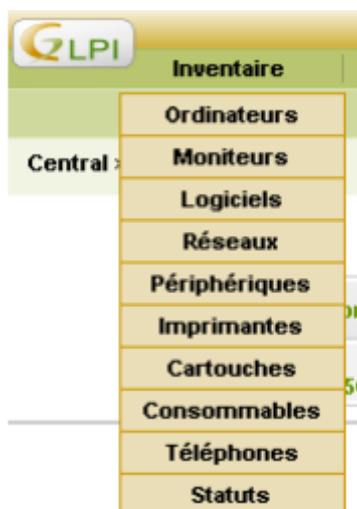 GLPI
Inventaire
Ordinateurs
Central >
Moniteurs
Logiciels
Réseaux
Périphériques
Imprimantes
Cartouches
Consommables
Téléphones
Statuts